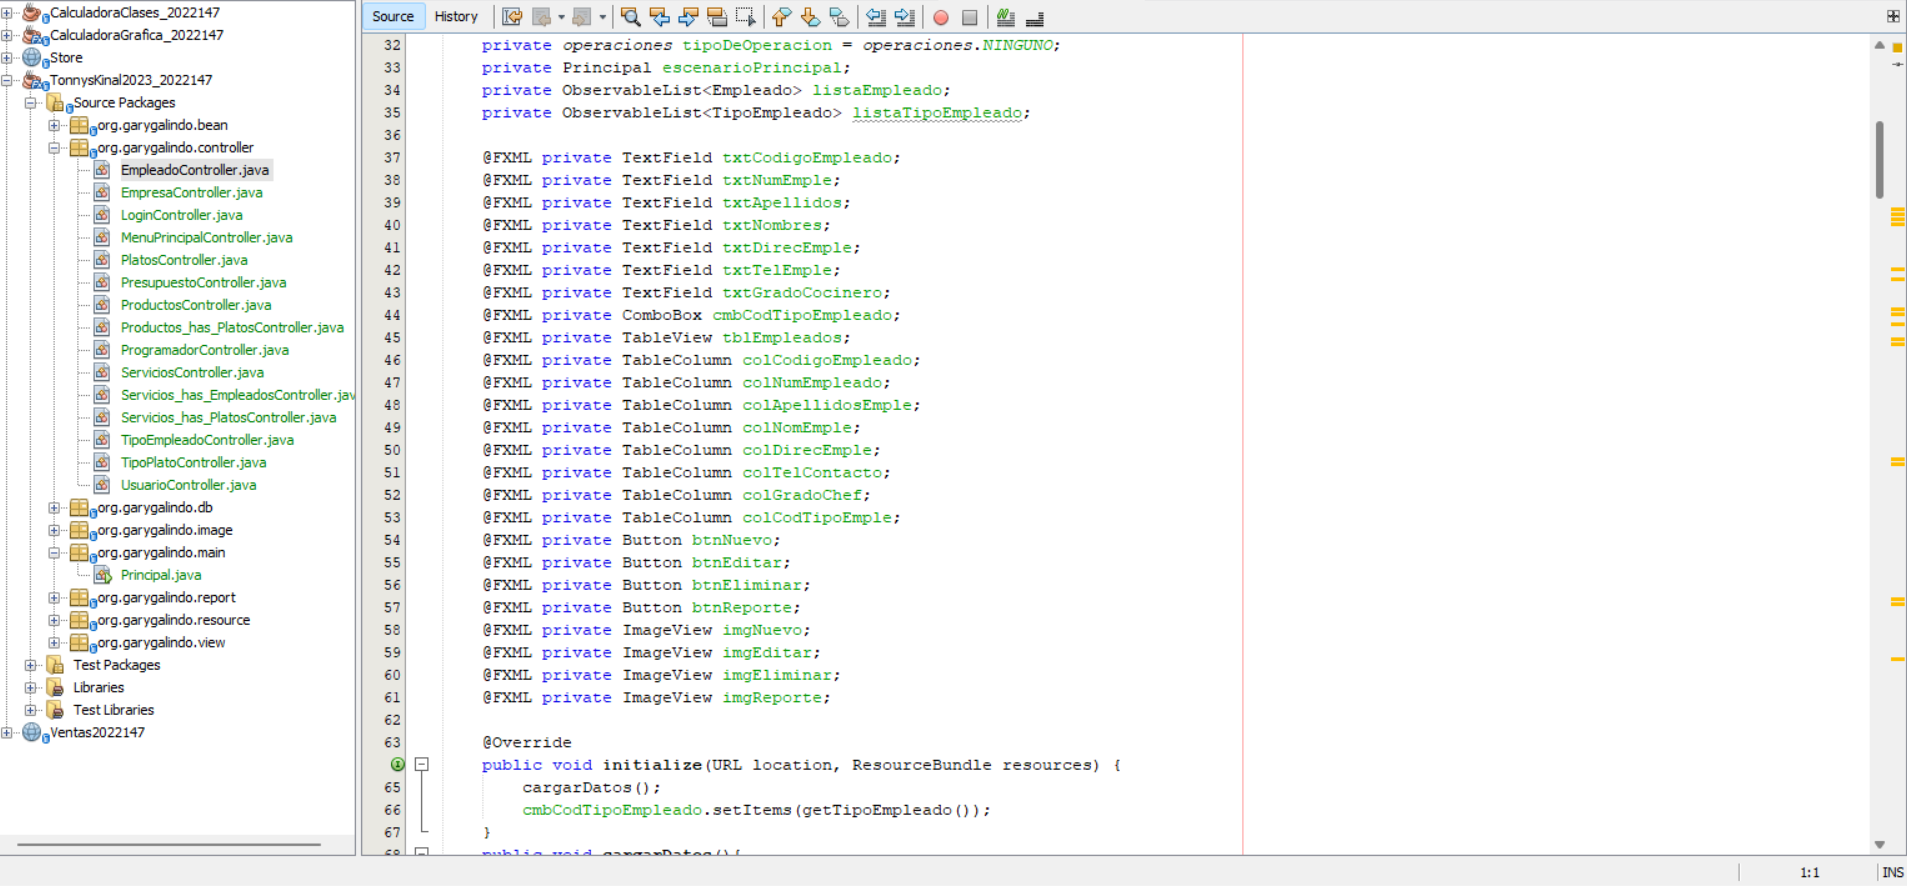 CalculadoraClases_2022147
CalculadoraGrafica_2022147
Store
TonnysKinal2023_2022147
Source Packages
org.garygalindo.bean
org.garygalindo.controller
EmpleadoController.java
EmpresaController.java
LoginController.java
MenuPrincipalController.java
PlatosController.java
PresupuestoController.java
ProductosController.java
Productos_has_PlatosController.java
ProgramadorController.java
ServiciosController.java
Servicios_has_EmpleadosController.jav
Servicios_has_PlatosController.java
TipoEmpleadoController.java
TipoPlatoController.java
UsuarioController.java
org.garygalindo.db
org.garygalindo.image
org.garygalindo.main
Principal.java
org.garygalindo.report
org.garygalindo.resource
org.garygalindo.view
Test Packages
Libraries
Test Libraries
Ventas2022147
Source History
32 private operaciones tipoDeOperacion = operaciones.NINGUNO;
33 private Principal escenarioPrincipal;
34 private ObservableList<Empleado> listaEmpleado;
35 private ObservableList<TipoEmpleado> listaTipoEmpleado;
36
37 @FXML private TextField txtCodigoEmpleado;
38 @FXML private TextField txtNumEmple;
39 @FXML private TextField txtApellidos;
40 @FXML private TextField txtNombres;
41 @FXML private TextField txtDirecEmple;
42 @FXML private TextField txtTelEmple;
43 @FXML private TextField txtGradoCocinero;
44 @FXML private ComboBox cmbCodTipoEmpleado;
45 @FXML private TableView tblEmpleados;
46 @FXML private TableColumn colCodigoEmpleado;
47 @FXML private TableColumn colNumEmpleado;
48 @FXML private TableColumn colApellidosEmple;
49 @FXML private TableColumn colNomEmple;
50 @FXML private TableColumn colDirecEmple;
51 @FXML private TableColumn colTelContacto;
52 @FXML private TableColumn colGradoChef;
53 @FXML private TableColumn colCodTipoEmple;
54 @FXML private Button btnNuevo;
55 @FXML private Button btnEditar;
56 @FXML private Button btnEliminar;
57 @FXML private Button btnReporte;
58 @FXML private ImageView imgNuevo;
59 @FXML private ImageView imgEditar;
60 @FXML private ImageView imgEliminar;
61 @FXML private ImageView imgReporte;
62
63 @Override
public void initialize(URL location, ResourceBundle resources) {
65 cargarDatos();
66 cmbCodTipoEmpleado.setItems(getTipoEmpleado());
67 }
68 public void cargarDatos(){
1:1 INS